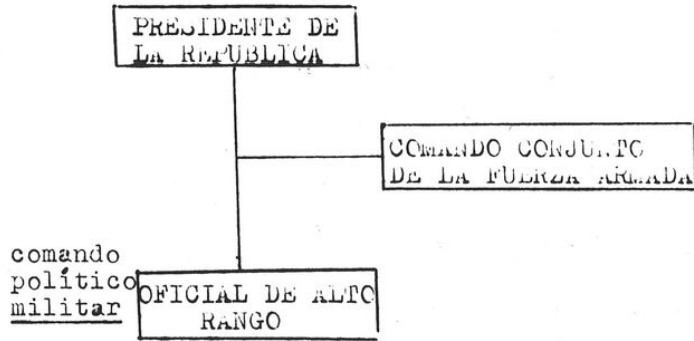 PRESIDENTE DE
LA REPUBLICA
COMANDO CONJUNTO
DE LA FUERZA ARMADA
comando
político
militar
OFICIAL DE ALTO
RANGO